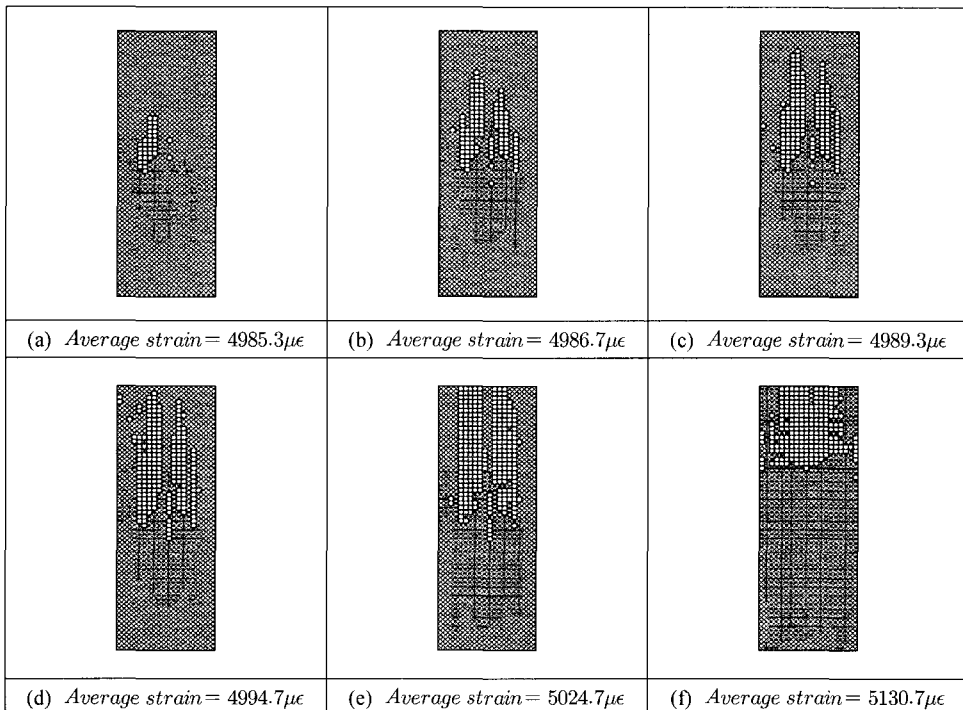 (a) Average strain = 4985.3με
(b) Average strain = 4986.7με
(c) Average strain = 4989.3με
(d) Average strain = 4994.7με
(e) Average strain = 5024.7με
(f) Average strain = 5130.7με